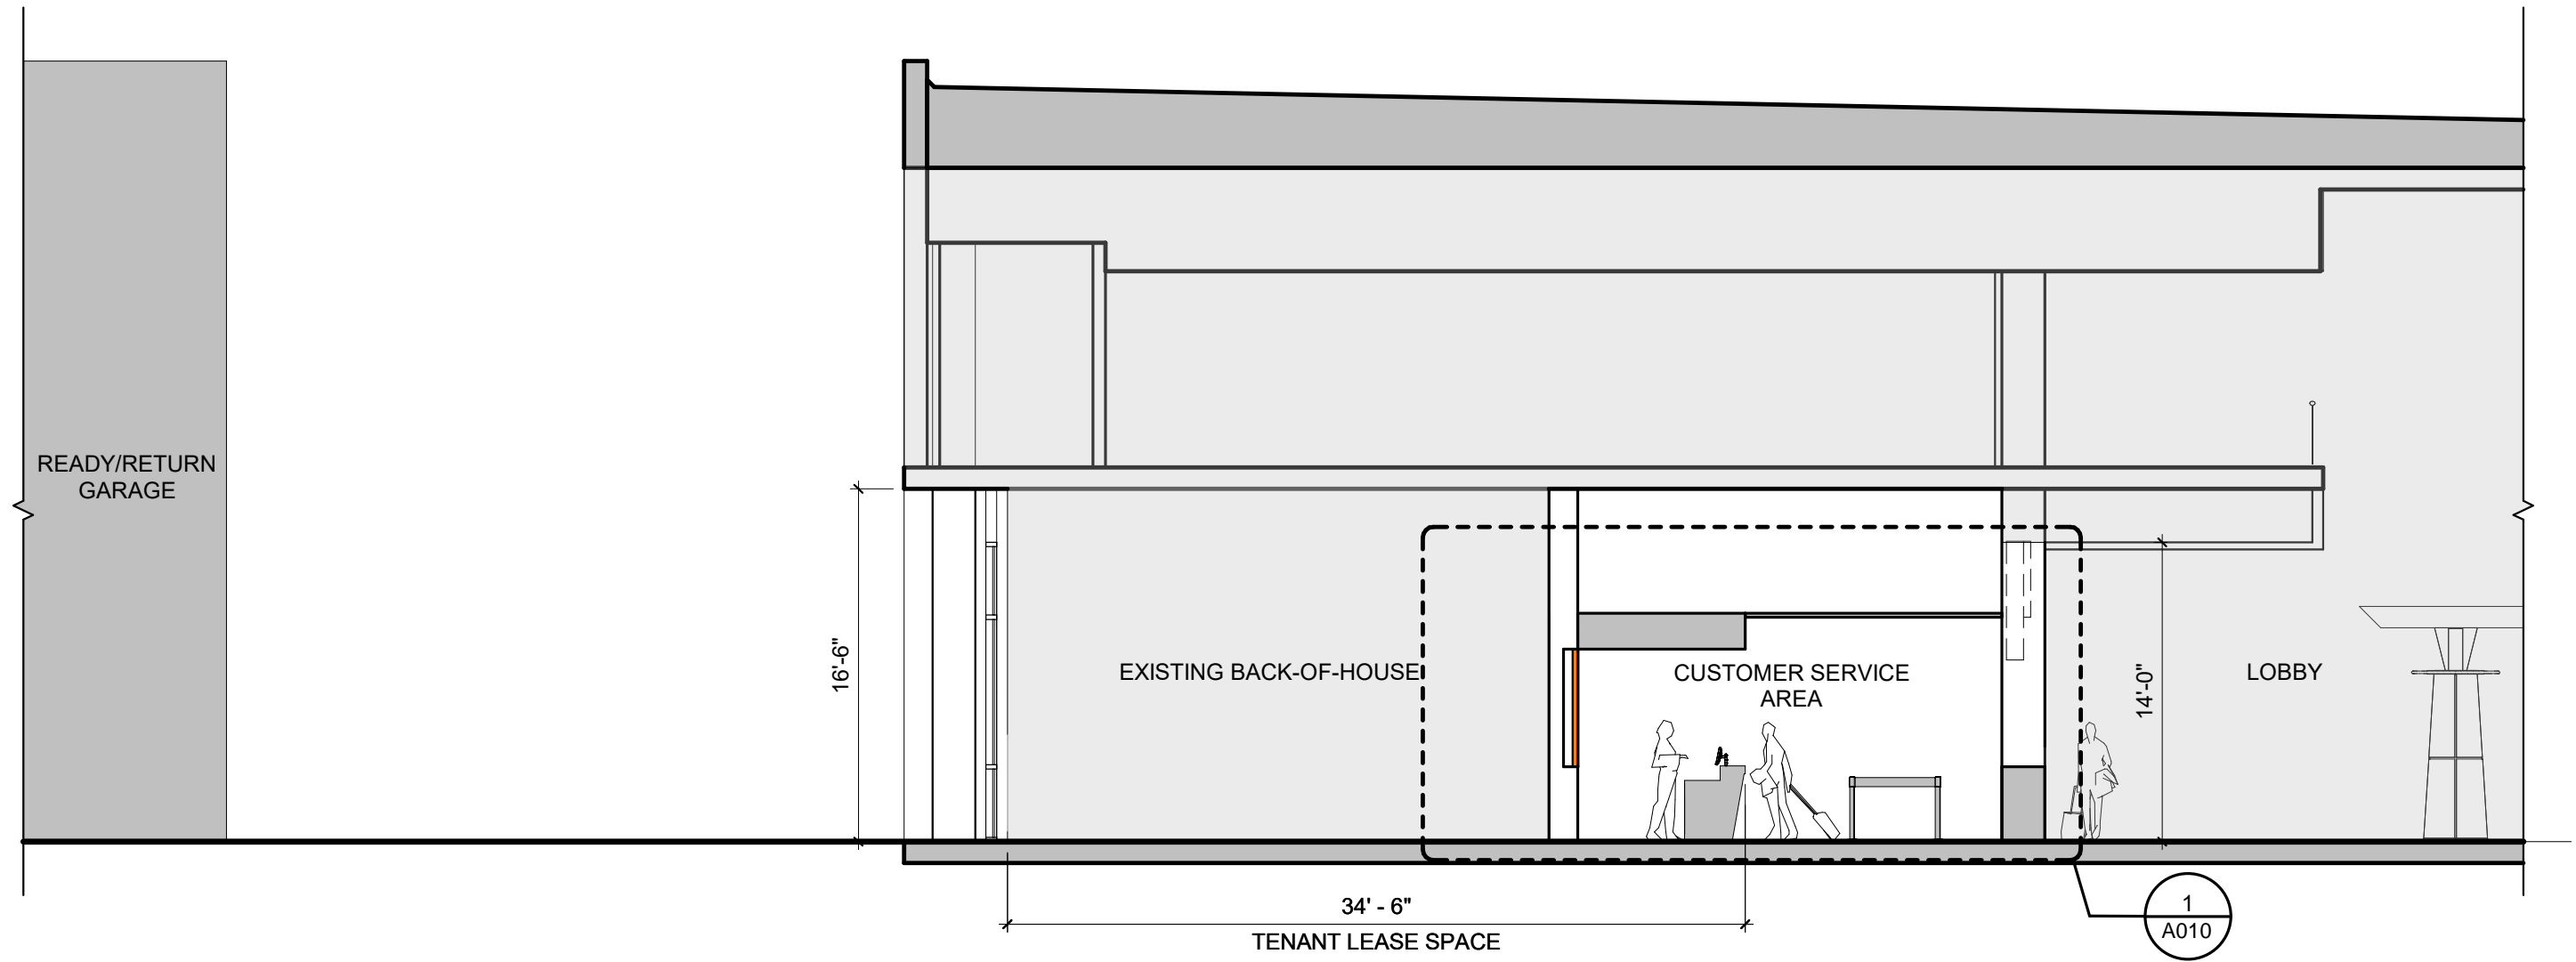 READY/RETURN
GARAGE
16'-6"
EXISTING BACK-OF-HOUSE
CUSTOMER SERVICE
AREA
14'-0"
LOBBY
34' - 6"
TENANT LEASE SPACE
1
A010